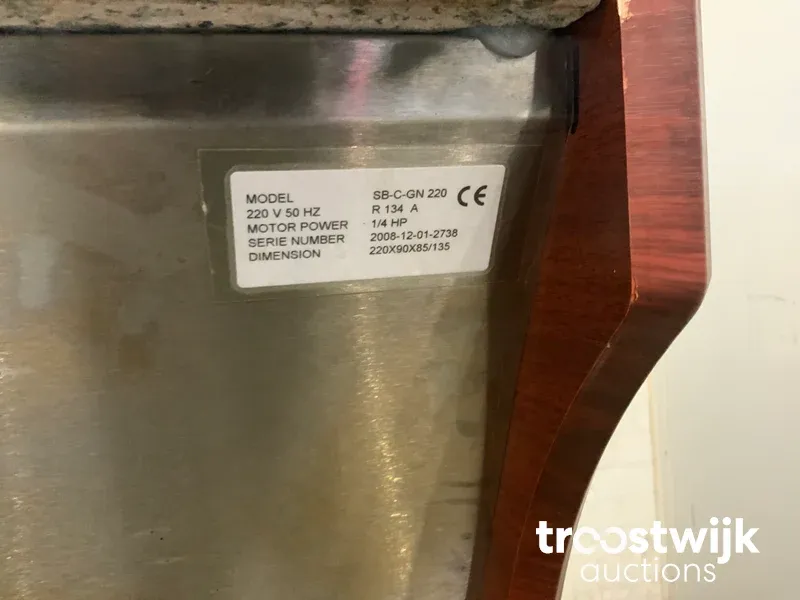 MODEL SB-C-GN 220 CE
220 V 50 HZ R 134 A
MOTOR POWER 1/4 HP
SERIE NUMBER 2008-12-01-2738
DIMENSION 220X90X85/135
troostwijk
auctions